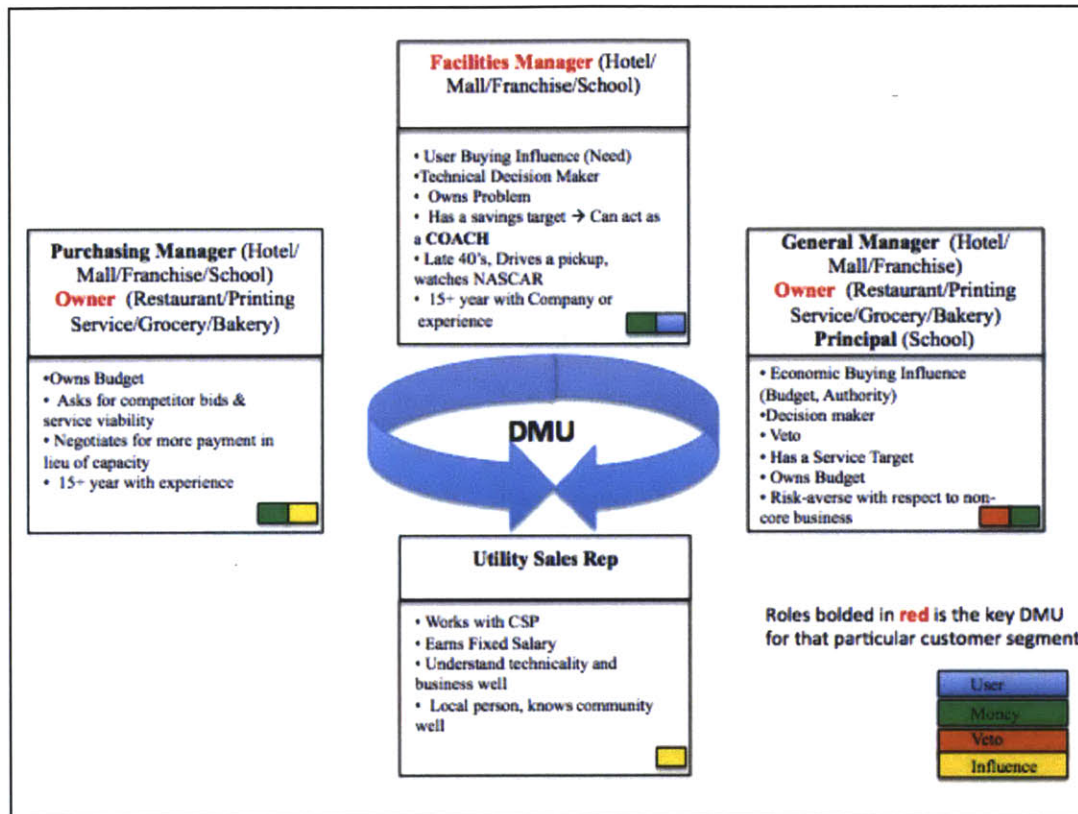 Facilities Manager (Hotel/
Mall/Franchise/School)
• User Buying Influence (Need)
•Technical Decision Maker
• Owns Problem
• Has a savings target → Can act as
a COACH
• Late 40's, Drives a pickup,
watches NASCAR
• 15+ year with Company or
experience
Purchasing Manager (Hotel/
Mall/Franchise/School)
Owner (Restaurant/Printing
Service/Grocery/Bakery)
•Owns Budget
• Asks for competitor bids &
service viability
• Negotiates for more payment in
lieu of capacity
• 15+ year with experience
DMU
General Manager (Hotel/
Mall/Franchise)
Owner (Restaurant/Printing
Service/Grocery/Bakery)
Principal (School)
• Economic Buying Influence
(Budget, Authority)
•Decision maker
• Veto
• Has a Service Target
• Owns Budget
• Risk-averse with respect to non-
core business
Utility Sales Rep
• Works with CSP
• Earns Fixed Salary
• Understand technicality and
business well
• Local person, knows community
well
Roles bolded in red is the key DMU
for that particular customer segment
User
Money
Veto
Influence